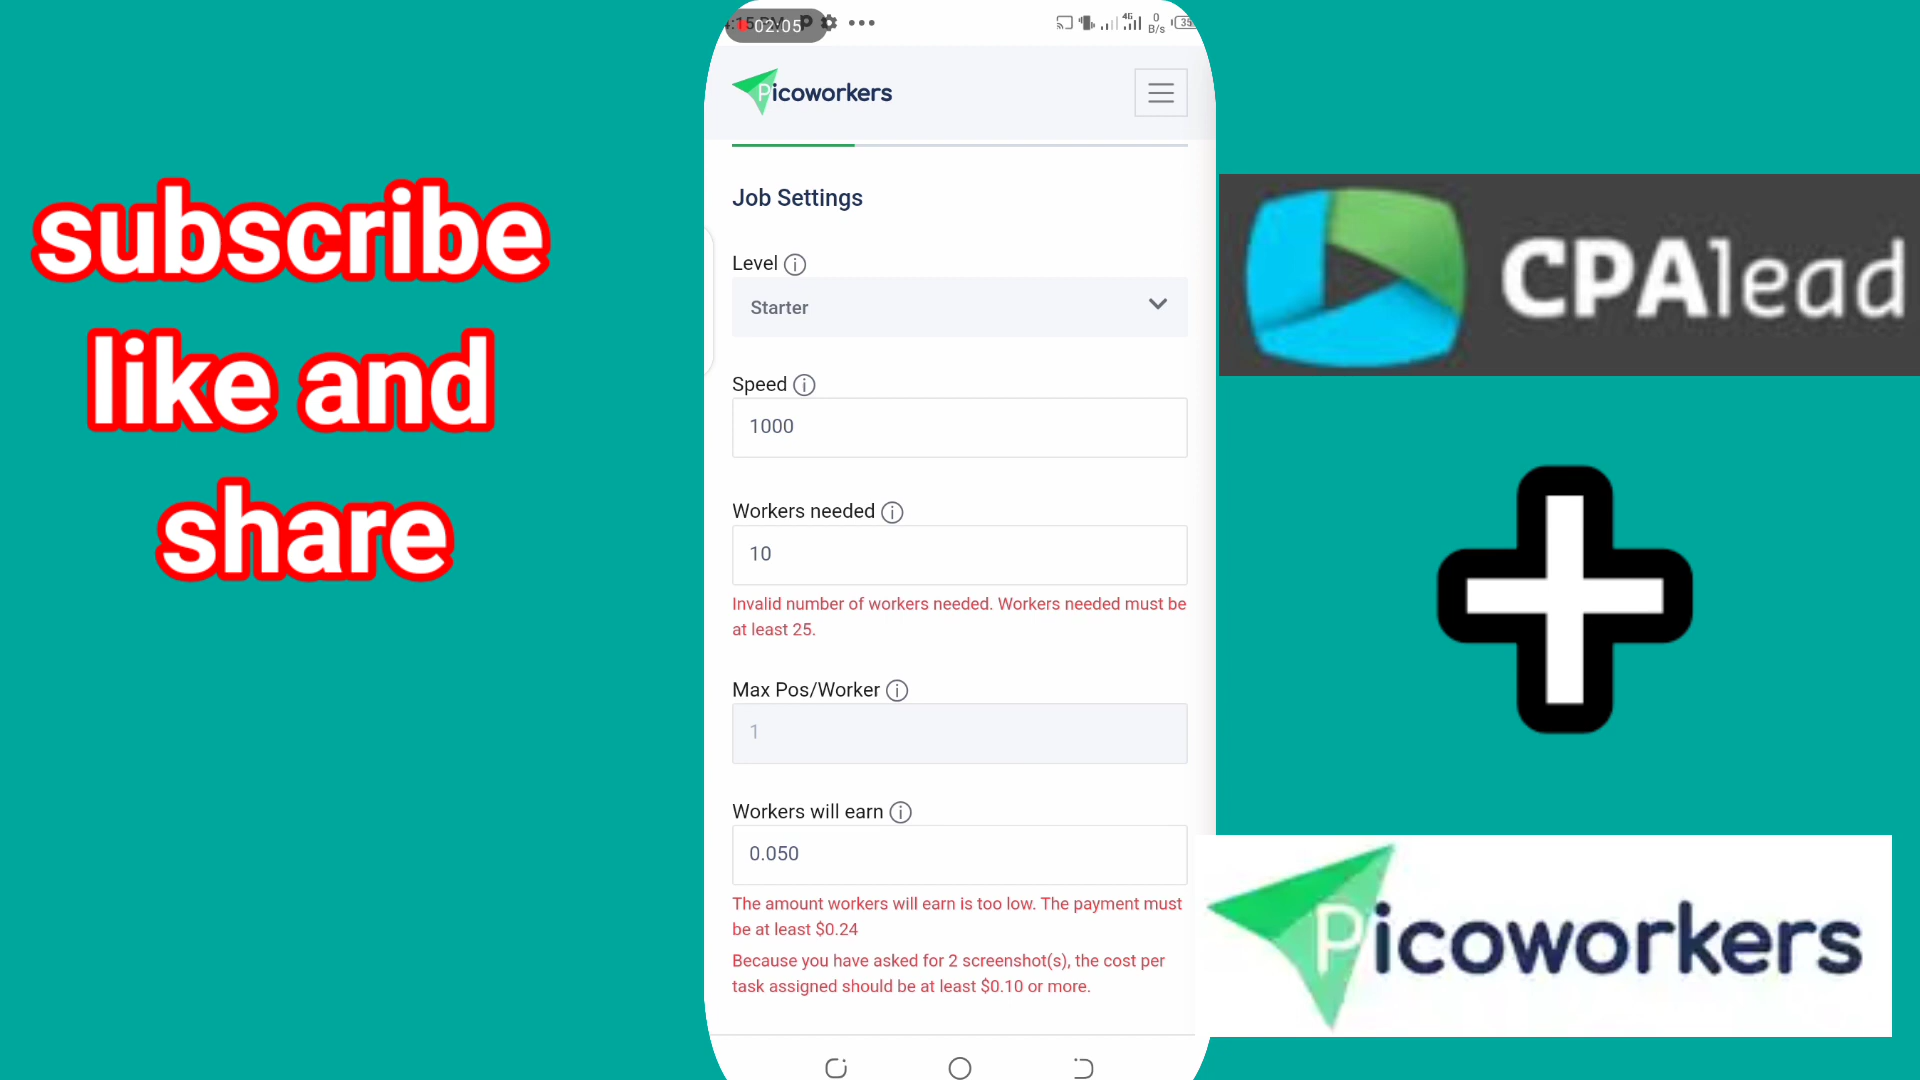 subscribe
like and
share
02:05
4G
0
B/s
35
Picoworkers
Job Settings
Level
Starter
Speed
1000
Workers needed
10
Invalid number of workers needed. Workers needed must be
at least 25.
Max Pos/Worker
1
Workers will earn
0.050
The amount workers will earn is too low. The payment must
be at least $0.24
Because you have asked for 2 screenshot(s), the cost per
task assigned should be at least $0.10 or more.
CPAlead
Picoworkers